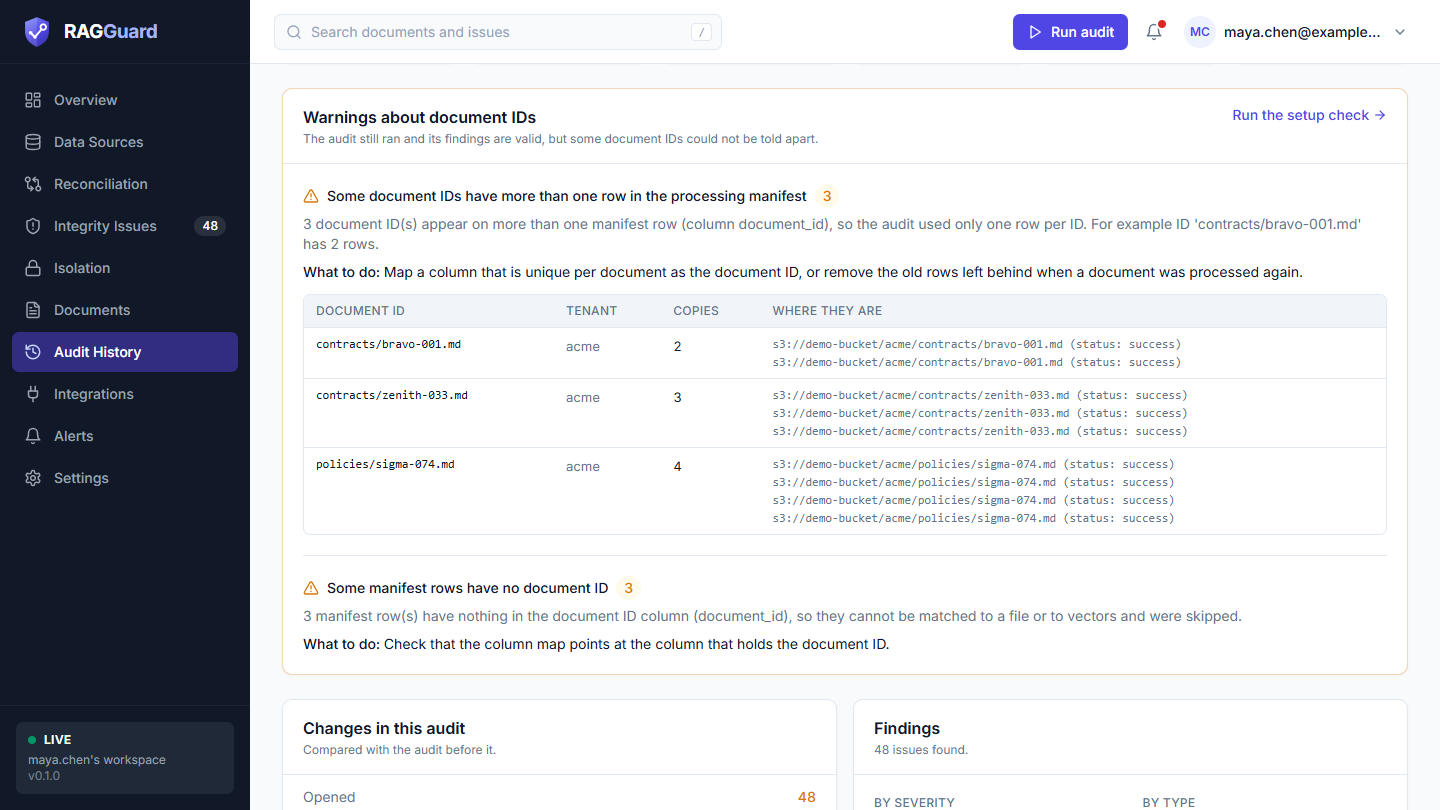 RAGGuard
Search documents and issues
/
Run audit
MC
maya.chen@example...
Overview
Data Sources
Reconciliation
Integrity Issues
48
Isolation
Documents
Audit History
Integrations
Alerts
Settings
LIVE
maya.chen's workspace
v0.1.0
Warnings about document IDs
Run the setup check →
The audit still ran and its findings are valid, but some document IDs could not be told apart.
Some document IDs have more than one row in the processing manifest 3
3 document ID(s) appear on more than one manifest row (column document_id), so the audit used only one row per ID. For example ID 'contracts/bravo-001.md'
has 2 rows.
What to do: Map a column that is unique per document as the document ID, or remove the old rows left behind when a document was processed again.
DOCUMENT ID TENANT COPIES WHERE THEY ARE
contracts/bravo-001.md acme 2 s3://demo-bucket/acme/contracts/bravo-001.md (status: success)
s3://demo-bucket/acme/contracts/bravo-001.md (status: success)
contracts/zenith-033.md acme 3 s3://demo-bucket/acme/contracts/zenith-033.md (status: success)
s3://demo-bucket/acme/contracts/zenith-033.md (status: success)
s3://demo-bucket/acme/contracts/zenith-033.md (status: success)
policies/sigma-074.md acme 4 s3://demo-bucket/acme/policies/sigma-074.md (status: success)
s3://demo-bucket/acme/policies/sigma-074.md (status: success)
s3://demo-bucket/acme/policies/sigma-074.md (status: success)
s3://demo-bucket/acme/policies/sigma-074.md (status: success)
Some manifest rows have no document ID 3
3 manifest row(s) have nothing in the document ID column (document_id), so they cannot be matched to a file or to vectors and were skipped.
What to do: Check that the column map points at the column that holds the document ID.
Changes in this audit
Compared with the audit before it.
Opened 48
Findings
48 issues found.
BY SEVERITY BY TYPE